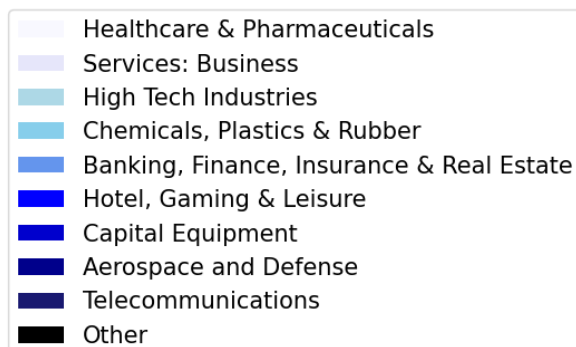 Healthcare & Pharmaceuticals
Services: Business
High Tech Industries
Chemicals, Plastics & Rubber
Banking, Finance, Insurance & Real Estate
Hotel, Gaming & Leisure
Capital Equipment
Aerospace and Defense
Telecommunications
Other